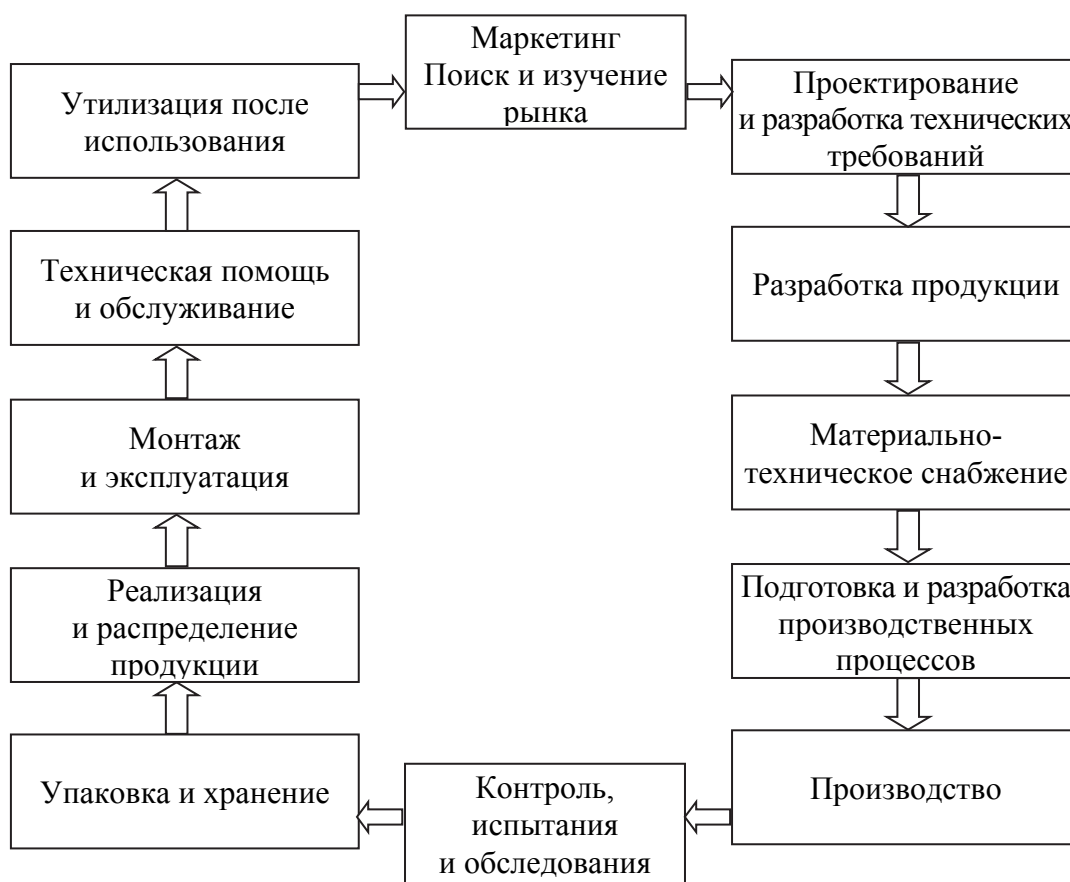 Маркетинг
Поиск и изучение
рынка
Проектирование
и разработка технических
требований
Разработка продукции
Материально-
техническое снабжение
Подготовка и разработка
производственных
процессов
Производство
Контроль,
испытания
и обследования
Упаковка и хранение
Реализация
и распределение
продукции
Монтаж
и эксплуатация
Техническая помощь
и обслуживание
Утилизация после
использования